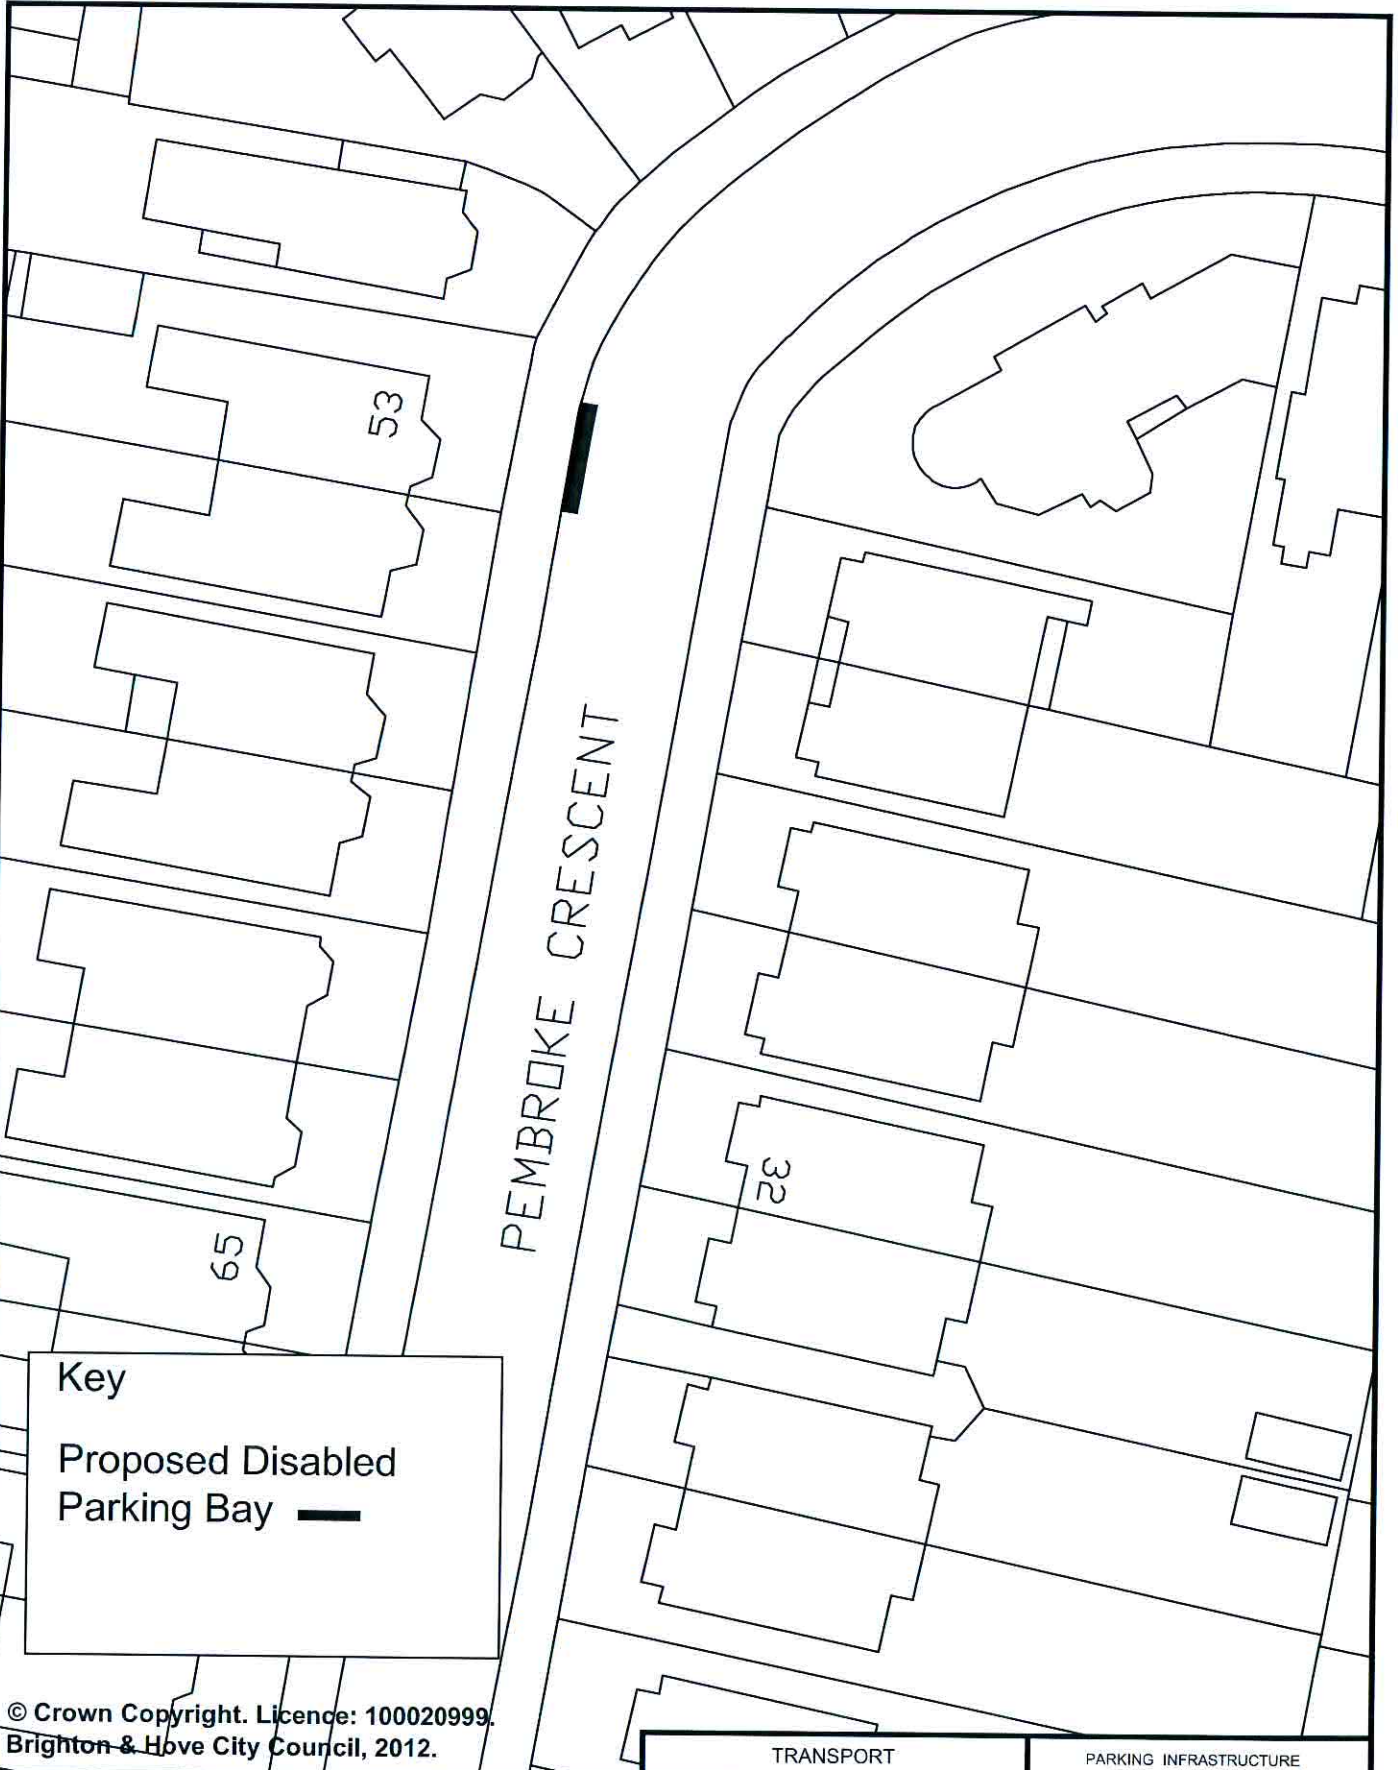 53
PEMBROKE CRESCENT
32
65
Key
Proposed Disabled
Parking Bay
© Crown Copyright. Licence: 100020999.
Brighton & Hove City Council, 2012.
TRANSPORT
PARKING INFRASTRUCTURE